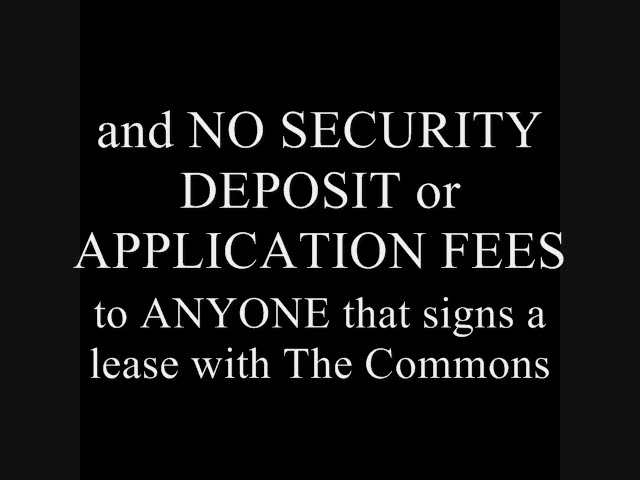 and NO SECURITY
DEPOSIT or
APPLICATION FEES
to ANYONE that signs a
lease with The Commons